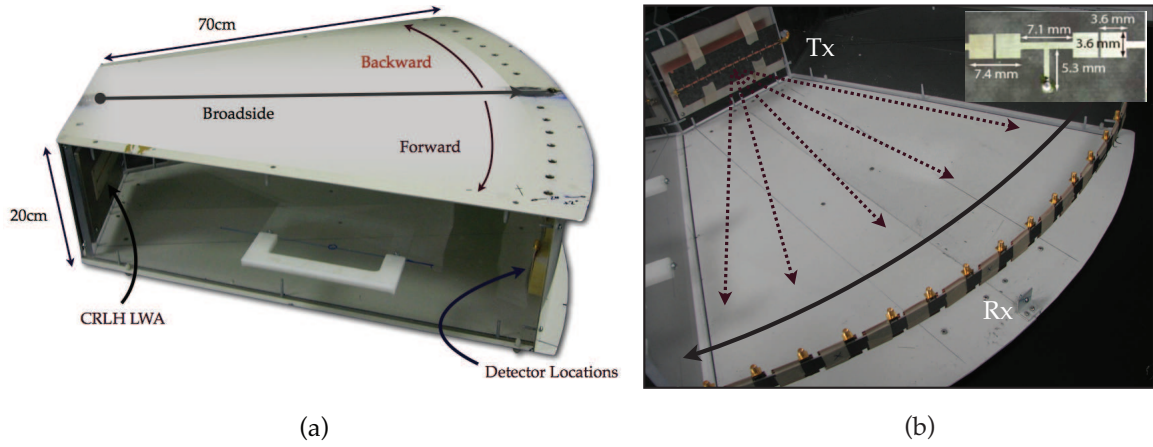 70cm
Backward
Broadside
Forward
20cm
CRLH LWA
Detector Locations
(a)
Tx
7.1 mm
3.6 mm
3.6 mm
7.4 mm
5.3 mm
Rx
(b)